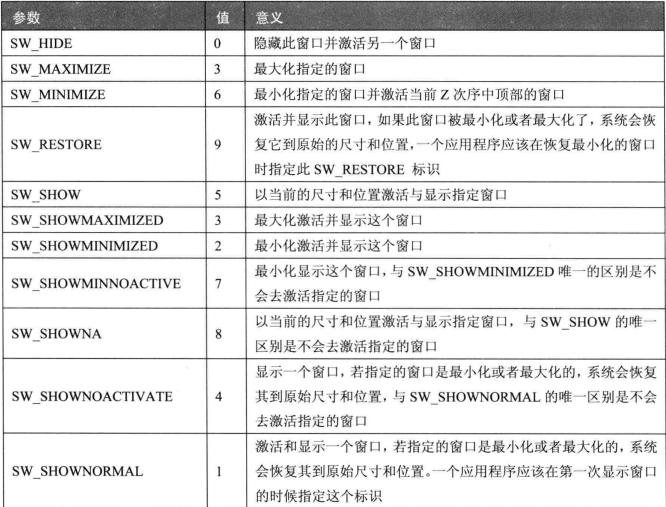 参数 值 意义
SW_HIDE 0 隐藏此窗口并激活另一个窗口
SW_MAXIMIZE 3 最大化指定的窗口
SW_MINIMIZE 6 最小化指定的窗口并激活当前 Z 次序中顶部的窗口
激活并显示此窗口,如果此窗口被最小化或者最大化了,系统会恢
SW_RESTORE 9 复它到原始的尺寸和位置,一个应用程序应该在恢复最小化的窗口
时指定此 SW_RESTORE 标识
SW_SHOW 5 以当前的尺寸和位置激活与显示指定窗口
SW_SHOWMAXIMIZED 3 最大化激活并显示这个窗口
SW_SHOWMINIMIZED 2 最小化激活并显示这个窗口
SW_SHOWMINNOACTIVE 7 最小化显示这个窗口,与 SW_SHOWMINIMIZED 唯一的区别是不
会去激活指定的窗口
SW_SHOWNA 8 以当前的尺寸和位置激活与显示指定窗口,与 SW_SHOW 的唯一
区别是不会去激活指定的窗口
显示一个窗口,若指定的窗口是最小化或者最大化的,系统会恢复
SW_SHOWNOACTIVATE 4 其到原始尺寸和位置,与 SW_SHOWNORMAL 的唯一区别是不会
去激活指定的窗口
激活和显示一个窗口,若指定的窗口是最小化或者最大化的,系统
SW_SHOWNORMAL 1 会恢复其到原始尺寸和位置。一个应用程序应该在第一次显示窗口
的时候指定这个标识